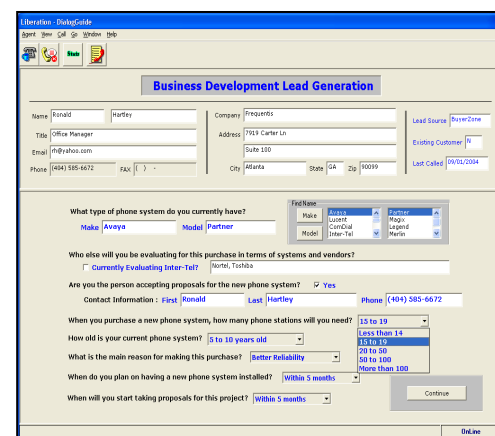 Liberation - DialogGuide
Agent View Call Go Window Help
State
Business Development Lead Generation
Name Ronald Hartley Company Frequentis
Lead Source BuyerZone
Title Office Manager Address 7919 Carter Ln
Existing Customer N
Email rh@yahoo.com Suite 100
Last Called 09/01/2004
Phone (404) 585-6672 FAX ( ) - City Atlanta State GA Zip 90099
Find Name
What type of phone system do you currently have? Make Avaya Partner
Lucent Magix
Make Avaya Model Partner ComDial Legend
Model Inter-Tel Merlin
Who else will you be evaluating for this purchase in terms of systems and vendors?
Currently Evaluating Inter-Tel? Nortel, Toshiba
Are you the person accepting proposals for the new phone system? Yes
Contact Information : First Ronald Last Hartley Phone (404) 585-6672
When you purchase a new phone system, how many phone stations will you need? 15 to 19
Less than 14
How old is your current phone system? 5 to 10 years old 15 to 19
20 to 50
What is the main reason for making this purchase? Better Reliability 50 to 100
More than 100
When do you plan on having a new phone system installed? Within 5 months
Continue
When will you start taking proposals for this project? Within 5 months
OnLine